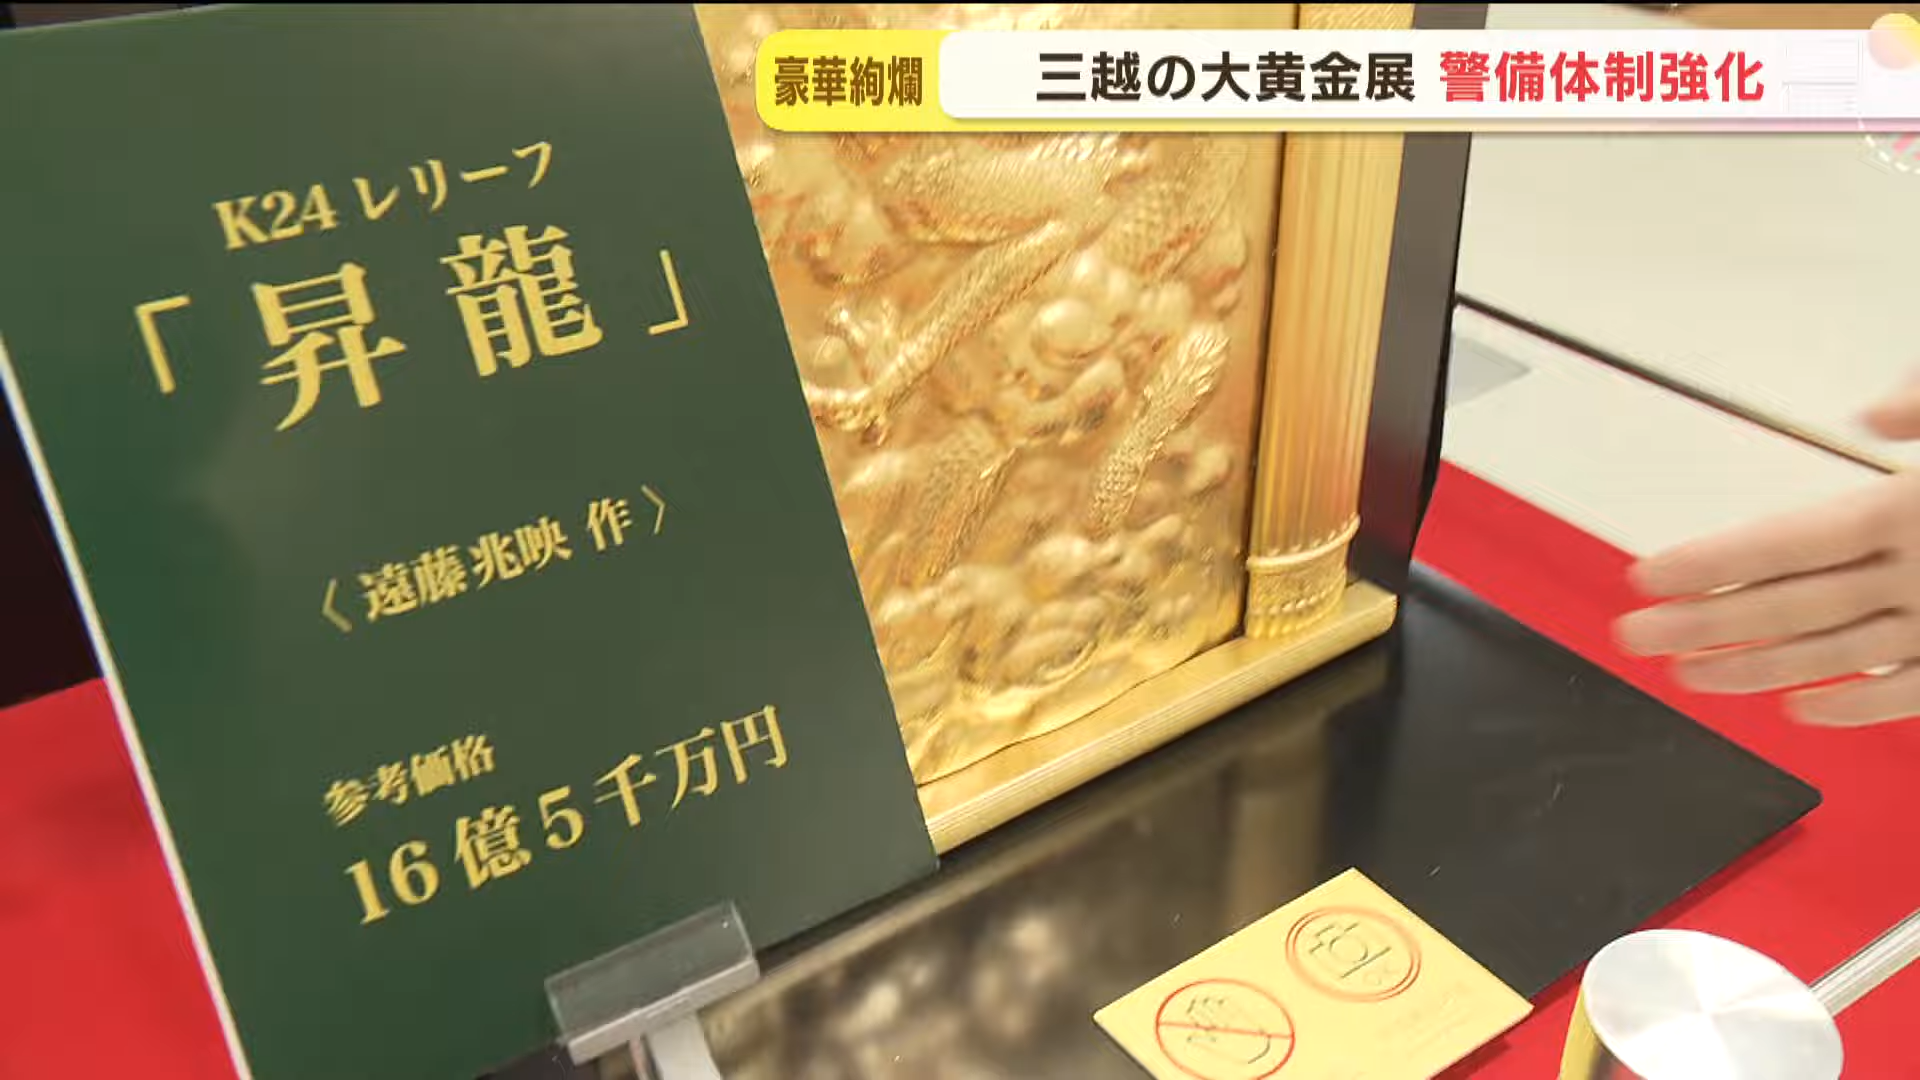 豪華絢爛
三越の大黄金展 警備体制強化
K24 レリーフ
「昇龍」
〈遠藤兆映 作〉
参考価格
16億5千万円